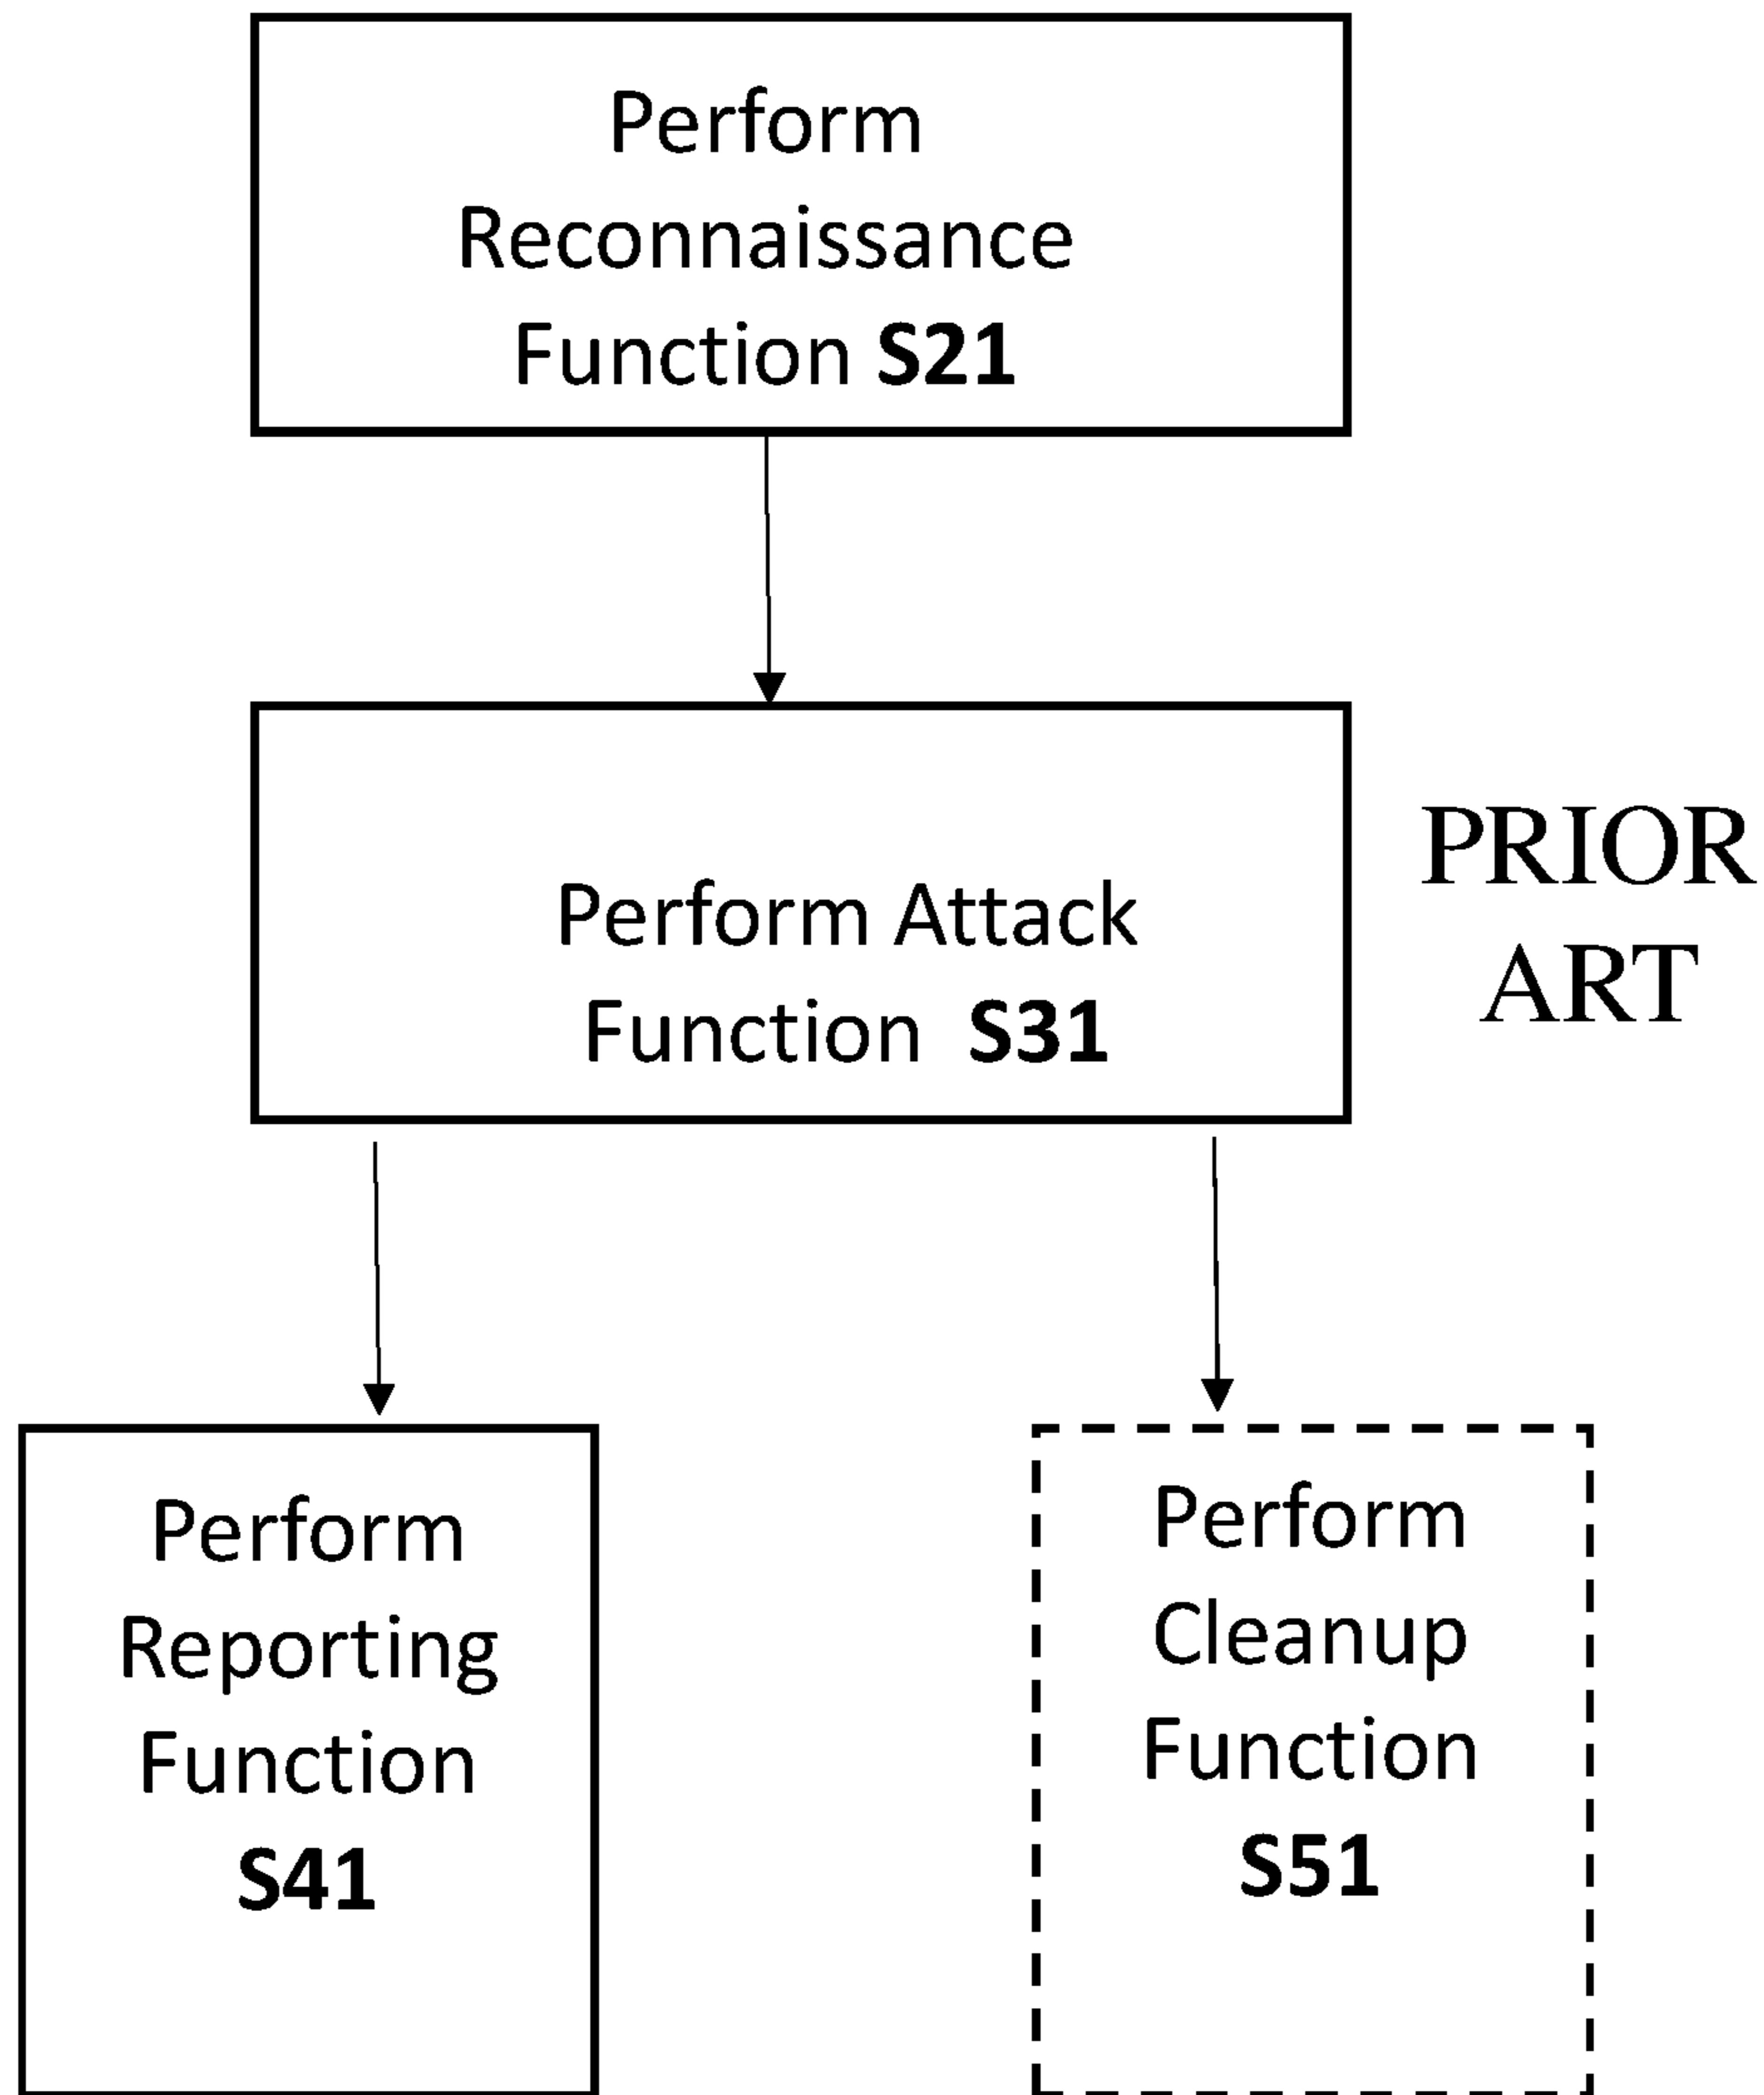 Perform
Reconnaissance
Function S21
Perform Attack
Function S31
PRIOR
ART
Perform
Reporting
Function
S41
Perform
Cleanup
Function
S51